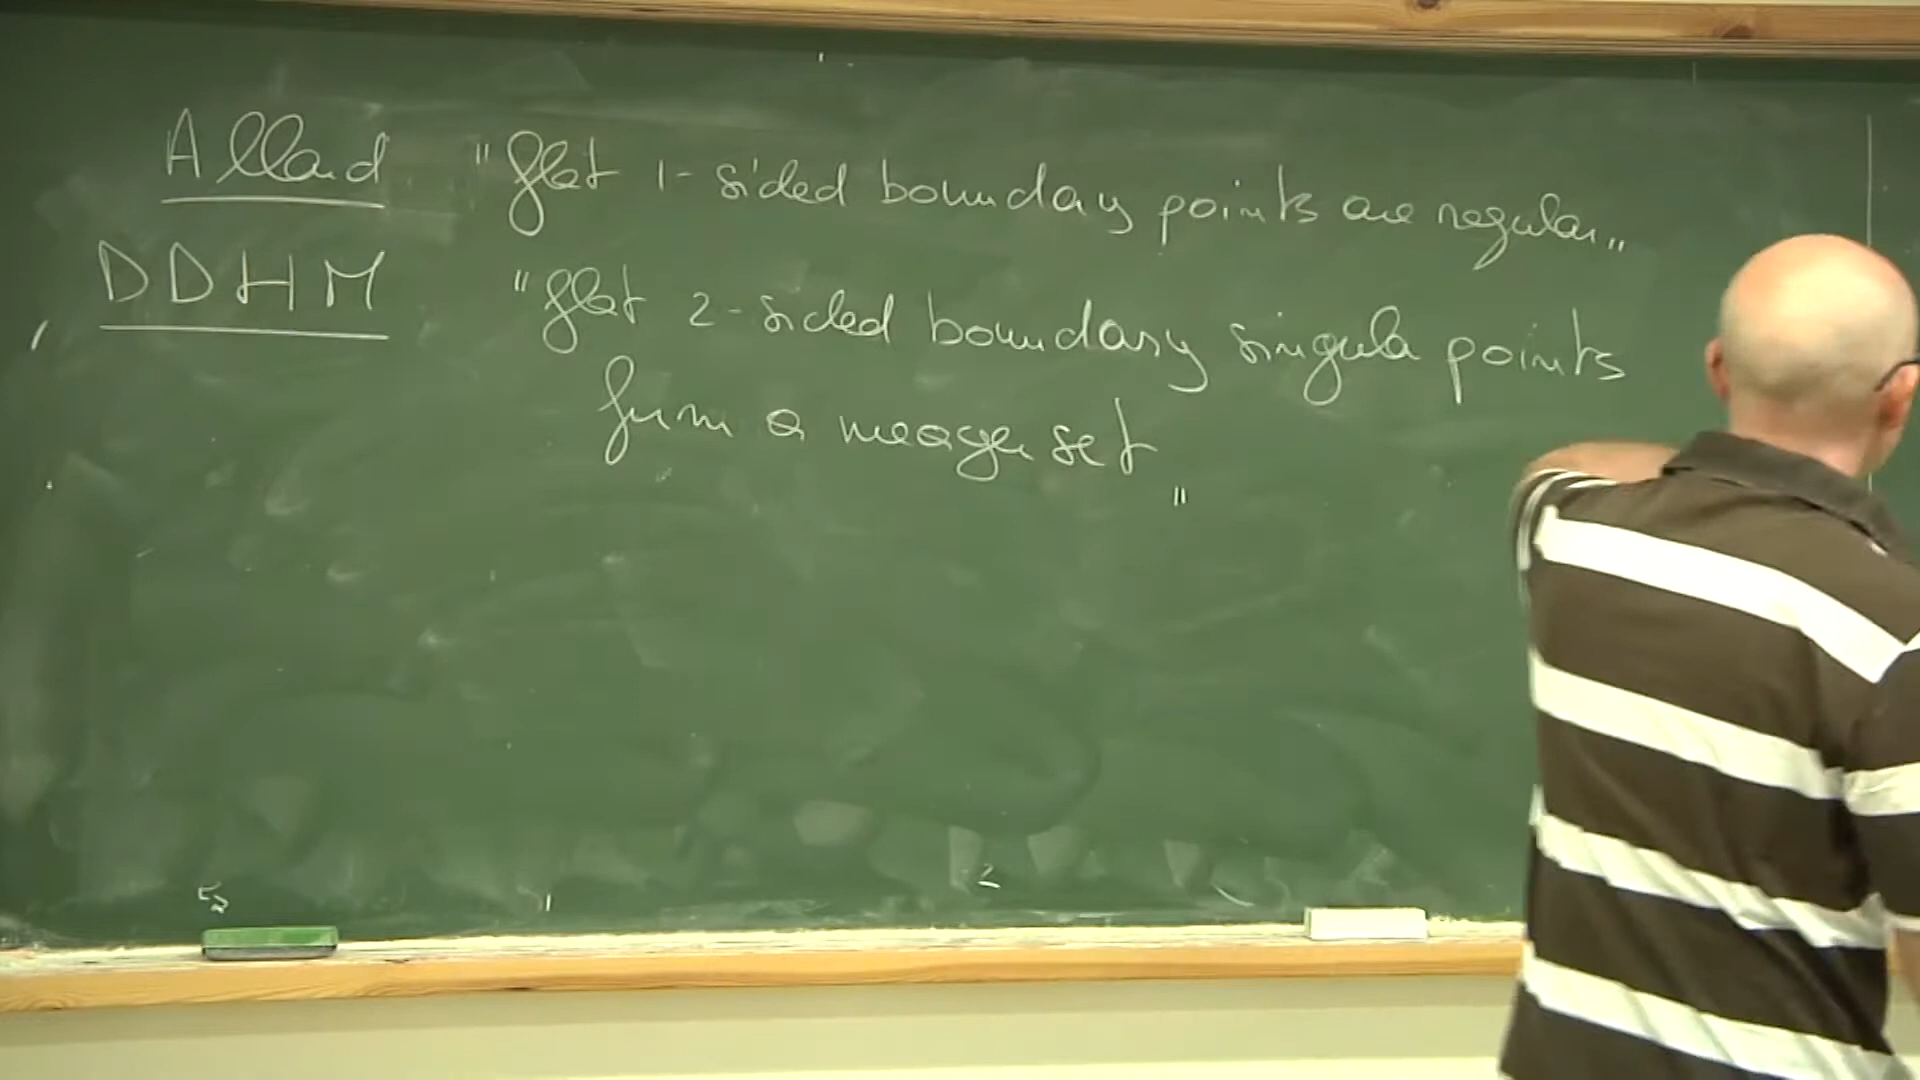 Allard "flat 1-sided boundary points are regular"
DDHM "flat 2-sided boundary singular points
form a meager set"